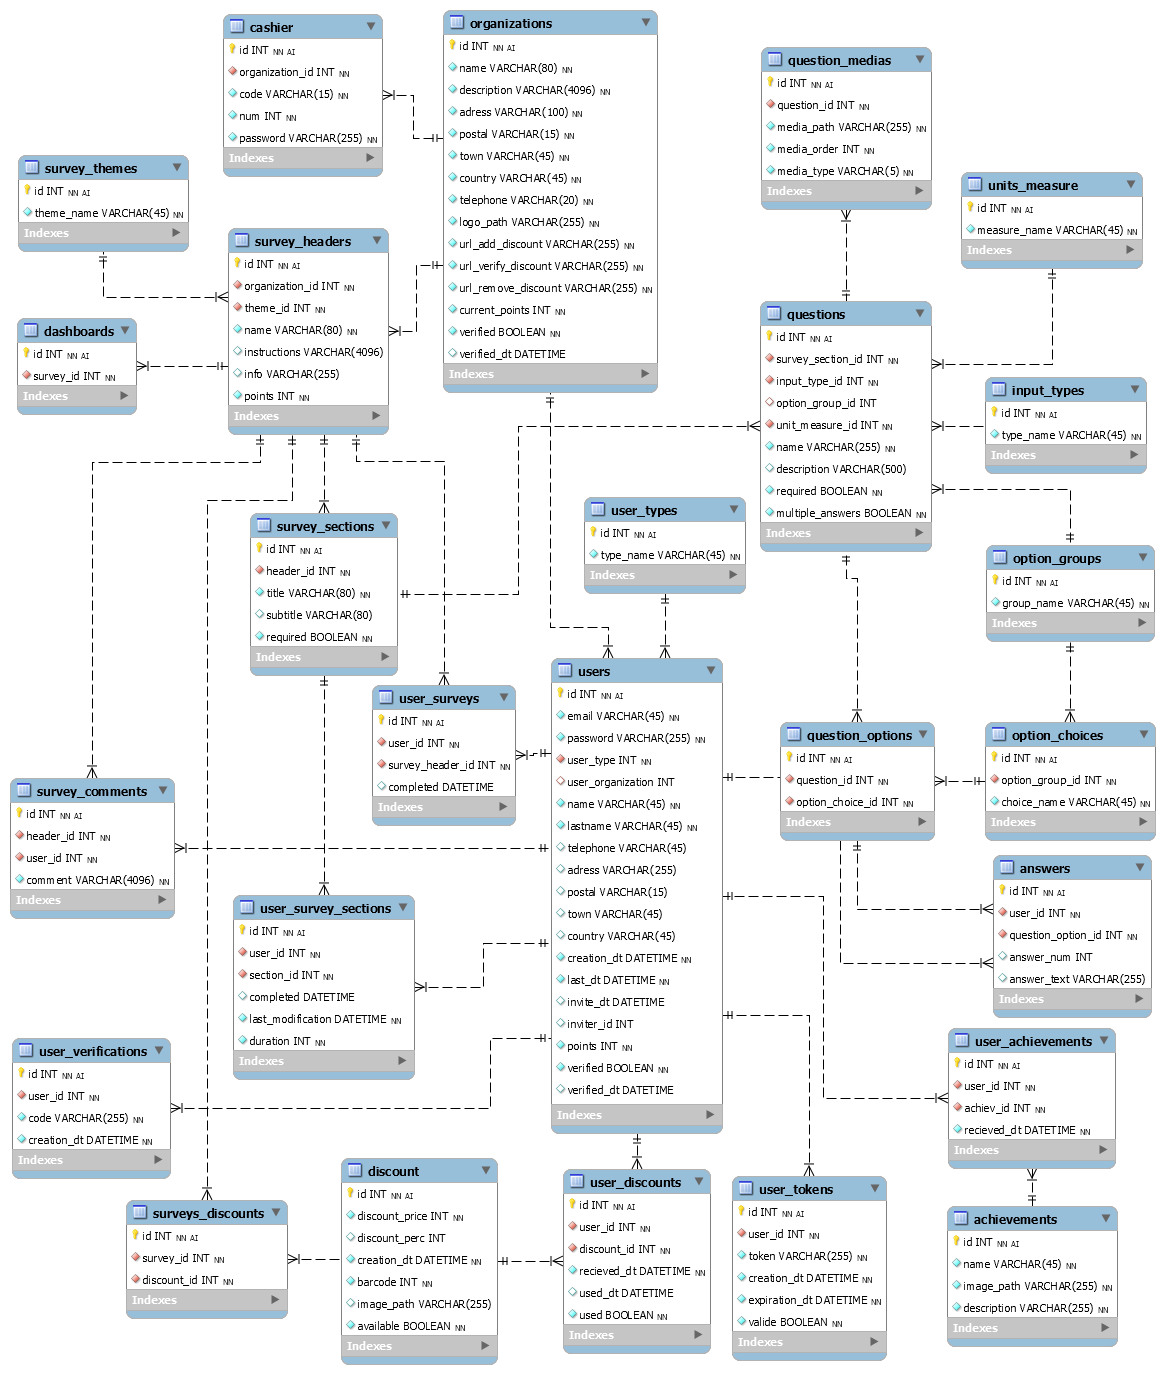 cashier
id INT NN AI
organization_id INT NN
code VARCHAR(15) NN
num INT NN
password VARCHAR(255) NN
Indexes
organizations
id INT NN AI
name VARCHAR(80) NN
description VARCHAR(4096) NN
adress VARCHAR(100) NN
postal VARCHAR(15) NN
town VARCHAR(45) NN
country VARCHAR(45) NN
telephone VARCHAR(20) NN
logo_path VARCHAR(255) NN
url_add_discount VARCHAR(255) NN
url_verify_discount VARCHAR(255) NN
url_remove_discount VARCHAR(255) NN
current_points INT NN
verified BOOLEAN NN
verified_dt DATETIME
Indexes
question_medias
id INT NN AI
question_id INT NN
media_path VARCHAR(255) NN
media_order INT NN
media_type VARCHAR(5) NN
Indexes
survey_themes
id INT NN AI
theme_name VARCHAR(45) NN
Indexes
units_measure
id INT NN AI
measure_name VARCHAR(45) NN
Indexes
survey_headers
id INT NN AI
organization_id INT NN
theme_id INT NN
name VARCHAR(80) NN
instructions VARCHAR(4096)
info VARCHAR(255)
points INT NN
Indexes
dashboards
id INT NN AI
survey_id INT NN
Indexes
questions
id INT NN AI
survey_section_id INT NN
input_type_id INT NN
option_group_id INT
unit_measure_id INT NN
name VARCHAR(255) NN
description VARCHAR(500)
required BOOLEAN NN
multiple_answers BOOLEAN NN
Indexes
input_types
id INT NN AI
type_name VARCHAR(45) NN
Indexes
survey_sections
id INT NN AI
header_id INT NN
title VARCHAR(80) NN
subtitle VARCHAR(80)
required BOOLEAN NN
Indexes
user_types
id INT NN AI
type_name VARCHAR(45) NN
Indexes
option_groups
id INT NN AI
group_name VARCHAR(45) NN
Indexes
users
id INT NN AI
email VARCHAR(45) NN
password VARCHAR(255) NN
user_type INT NN
user_organization INT
name VARCHAR(45) NN
lastname VARCHAR(45) NN
telephone VARCHAR(45)
adress VARCHAR(255)
postal VARCHAR(15)
town VARCHAR(45)
country VARCHAR(45)
creation_dt DATETIME NN
last_dt DATETIME NN
invite_dt DATETIME
inviter_id INT
points INT NN
verified BOOLEAN NN
verified_dt DATETIME
Indexes
user_surveys
id INT NN AI
user_id INT NN
survey_header_id INT NN
completed DATETIME
Indexes
question_options
id INT NN AI
question_id INT NN
option_choice_id INT NN
Indexes
option_choices
id INT NN AI
option_group_id INT NN
choice_name VARCHAR(45) NN
Indexes
survey_comments
id INT NN AI
header_id INT NN
user_id INT NN
comment VARCHAR(4096) NN
Indexes
answers
id INT NN AI
user_id INT NN
question_option_id INT NN
answer_num INT
answer_text VARCHAR(255)
Indexes
user_survey_sections
id INT NN AI
user_id INT NN
section_id INT NN
completed DATETIME
last_modification DATETIME NN
duration INT NN
Indexes
user_verifications
id INT NN AI
user_id INT NN
code VARCHAR(255) NN
creation_dt DATETIME NN
Indexes
user_achievements
id INT NN AI
user_id INT NN
achiev_id INT NN
recieved_dt DATETIME NN
Indexes
discount
id INT NN AI
discount_price INT NN
discount_perc INT
creation_dt DATETIME NN
barcode INT NN
image_path VARCHAR(255)
available BOOLEAN NN
Indexes
user_discounts
id INT NN AI
user_id INT NN
discount_id INT NN
recieved_dt DATETIME NN
used_dt DATETIME
used BOOLEAN NN
Indexes
user_tokens
id INT NN AI
user_id INT NN
token VARCHAR(255) NN
creation_dt DATETIME NN
expiration_dt DATETIME NN
valide BOOLEAN NN
Indexes
surveys_discounts
id INT NN AI
survey_id INT NN
discount_id INT NN
Indexes
achievements
id INT NN AI
name VARCHAR(45) NN
image_path VARCHAR(255) NN
description VARCHAR(255) NN
Indexes